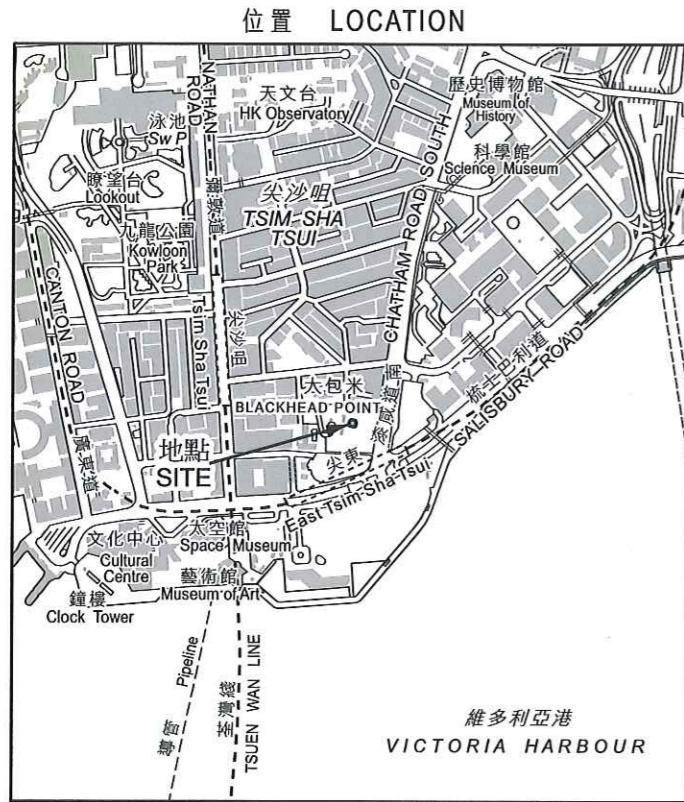 位置 LOCATION
NATHAN
ROAD
彌敦道
天文台
HK Observatory
歷史博物館
Museum of
History
泳池
Sw P
科學館
Science Museum
瞭望台
Lookout
尖沙咀
TSIM SHA
TSUI
CHATHAM ROAD SOUTH
九龍公園
Kowloon
Park
CANTON ROAD
廣東道
Tsim Sha Tsui
尖沙咀
大包米
BLACKHEAD POINT
漆咸道南
梳士巴利道
SALISBURY ROAD
地點
SITE
尖東
East Tsim Sha Tsui
文化中心
Cultural
Centre
太空館
Space Museum
藝術館
Museum of Art
鐘樓
Clock Tower
導管
Pipeline
荃灣綫
TSUEN WAN LINE
維多利亞港
VICTORIA HARBOUR